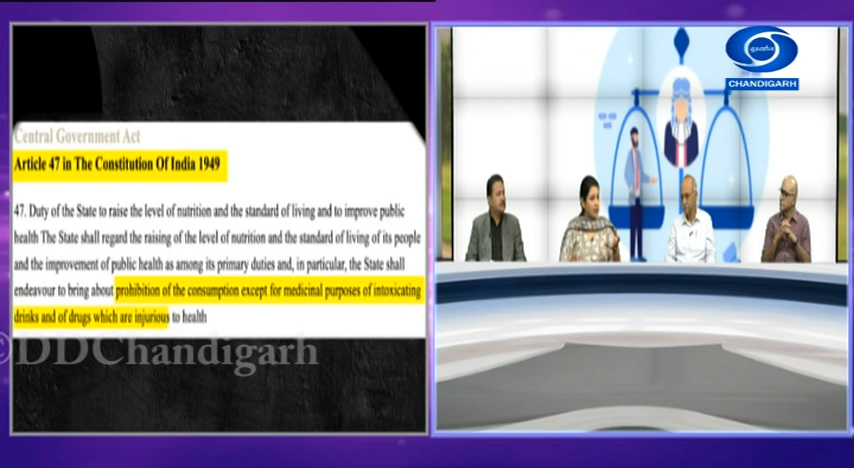 Central Government Act
Article 47 in The Constitution Of India 1949
47. Duty of the State to raise the level of nutrition and the standard of living and to improve public
health The State shall regard the raising of the level of nutrition and the standard of living of its people
and the improvement of public health as among its primary duties and, in particular, the State shall
endeavour to bring about prohibition of the consumption except for medicinal purposes of intoxicating
drinks and of drugs which are injurious to health
©DDChandigarh
CHANDIGARH